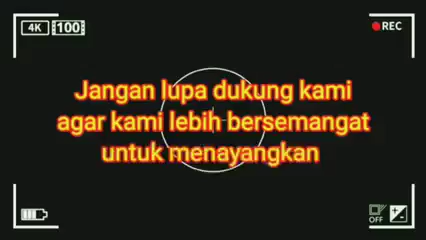 4K 100 REC
Jangan lupa dukung kami
agar kami lebih bersemangat
untuk menayangkan
OFF